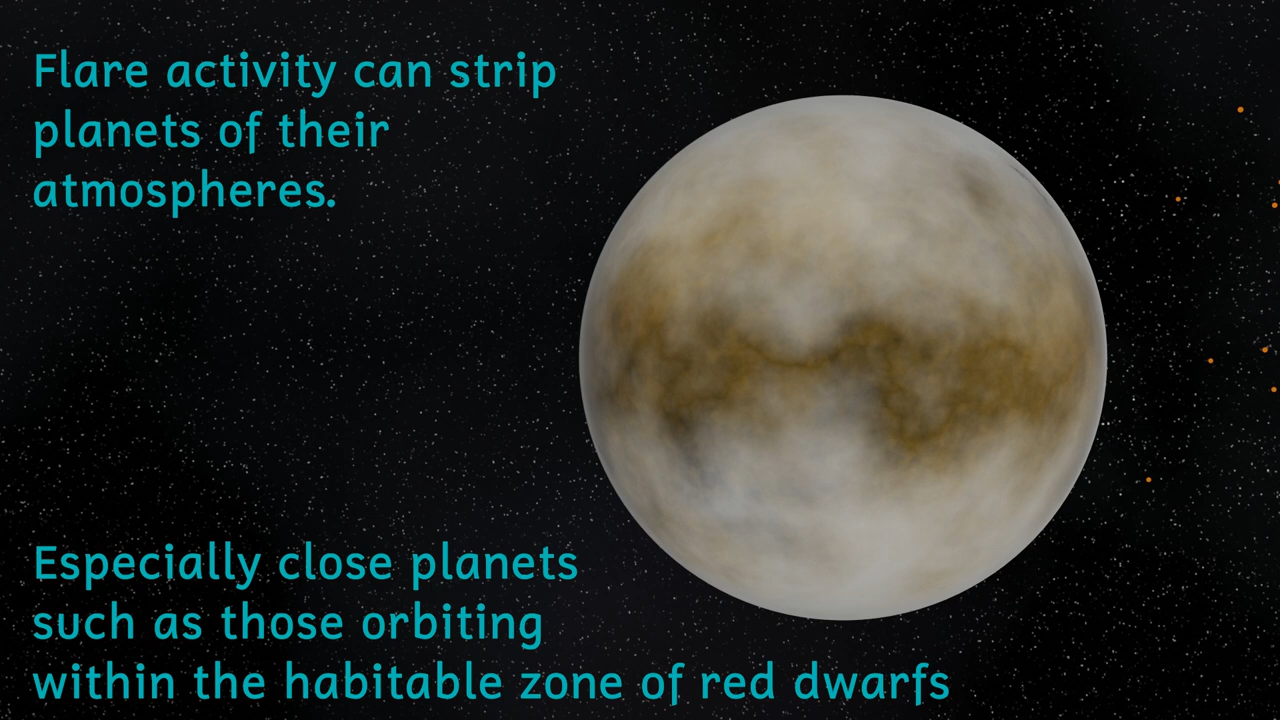 Flare activity can strip
planets of their
atmospheres.
Especially close planets
such as those orbiting
within the habitable zone of red dwarfs